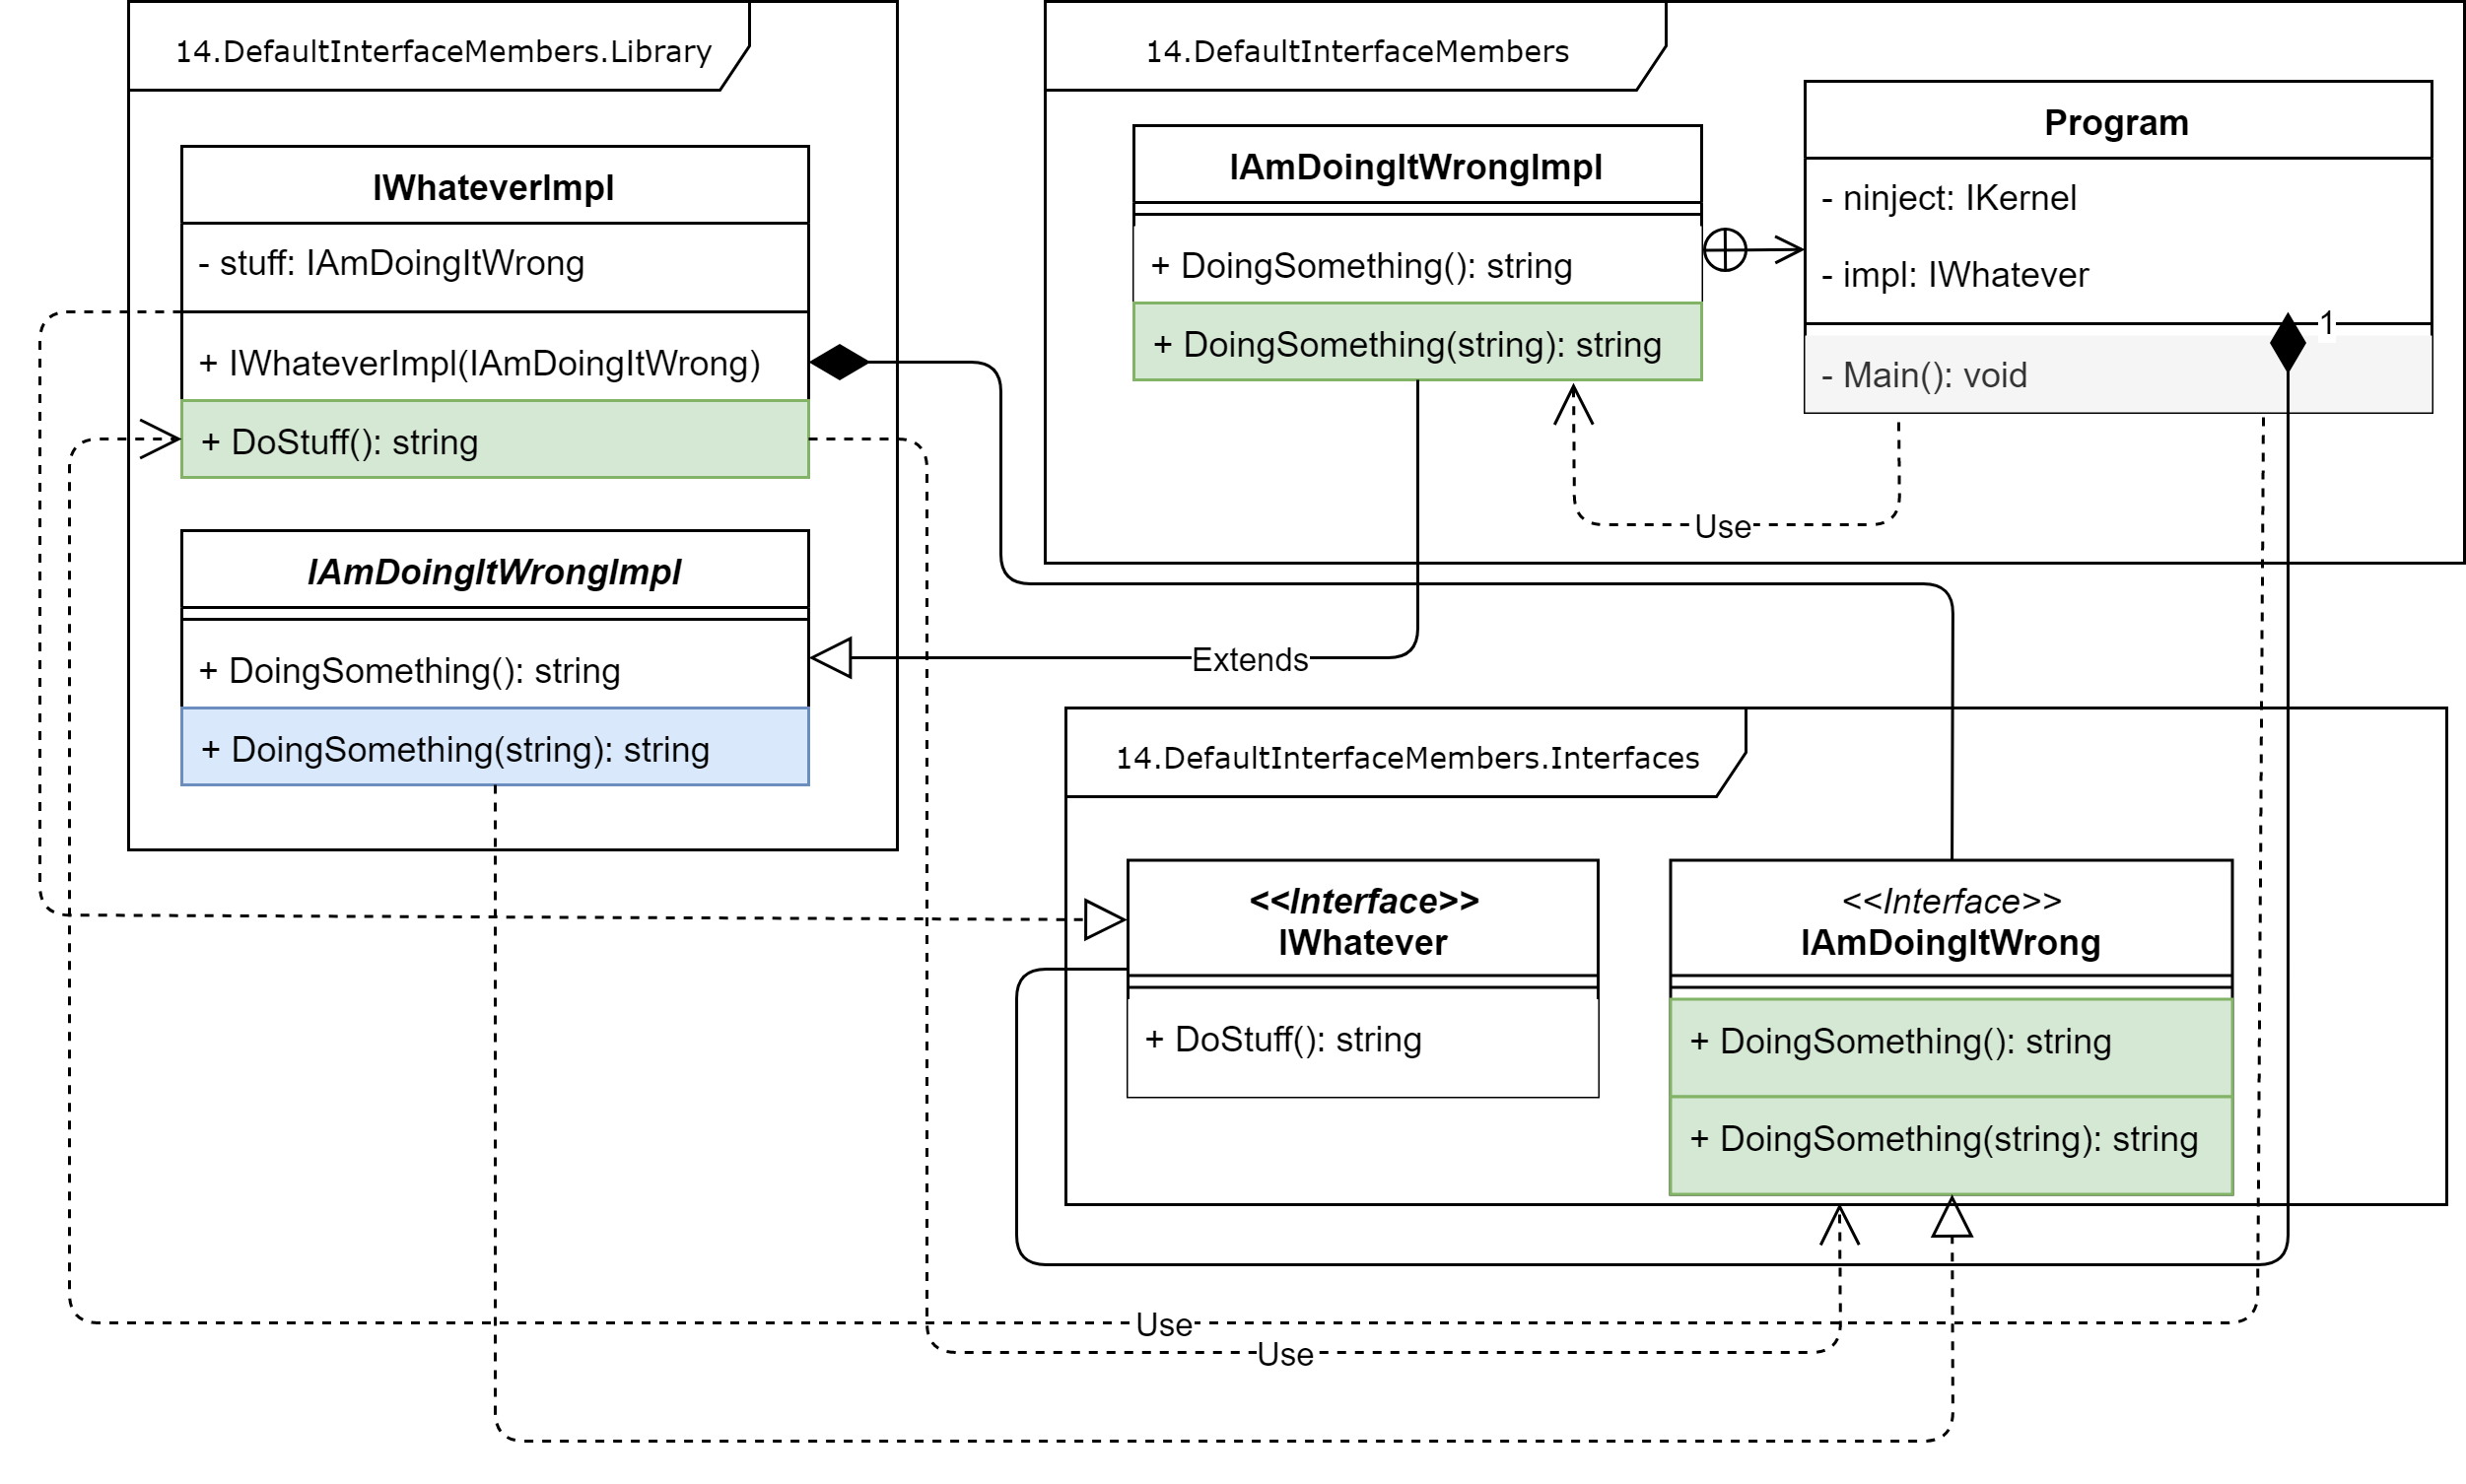 14.DefaultInterfaceMembers.Library
IWhateverImpl
- stuff: IAmDoingItWrong
+ IWhateverImpl(IAmDoingItWrong)
+ DoStuff(): string
IAmDoingItWrongImpl
+ DoingSomething(): string
+ DoingSomething(string): string
14.DefaultInterfaceMembers
IAmDoingItWrongImpl
+ DoingSomething(): string
+ DoingSomething(string): string
Program
- ninject: IKernel
- impl: IWhatever
1
- Main(): void
Use
Extends
14.DefaultInterfaceMembers.Interfaces
<<Interface>>
IWhatever
+ DoStuff(): string
<<Interface>>
IAmDoingItWrong
+ DoingSomething(): string
+ DoingSomething(string): string
Use
Use